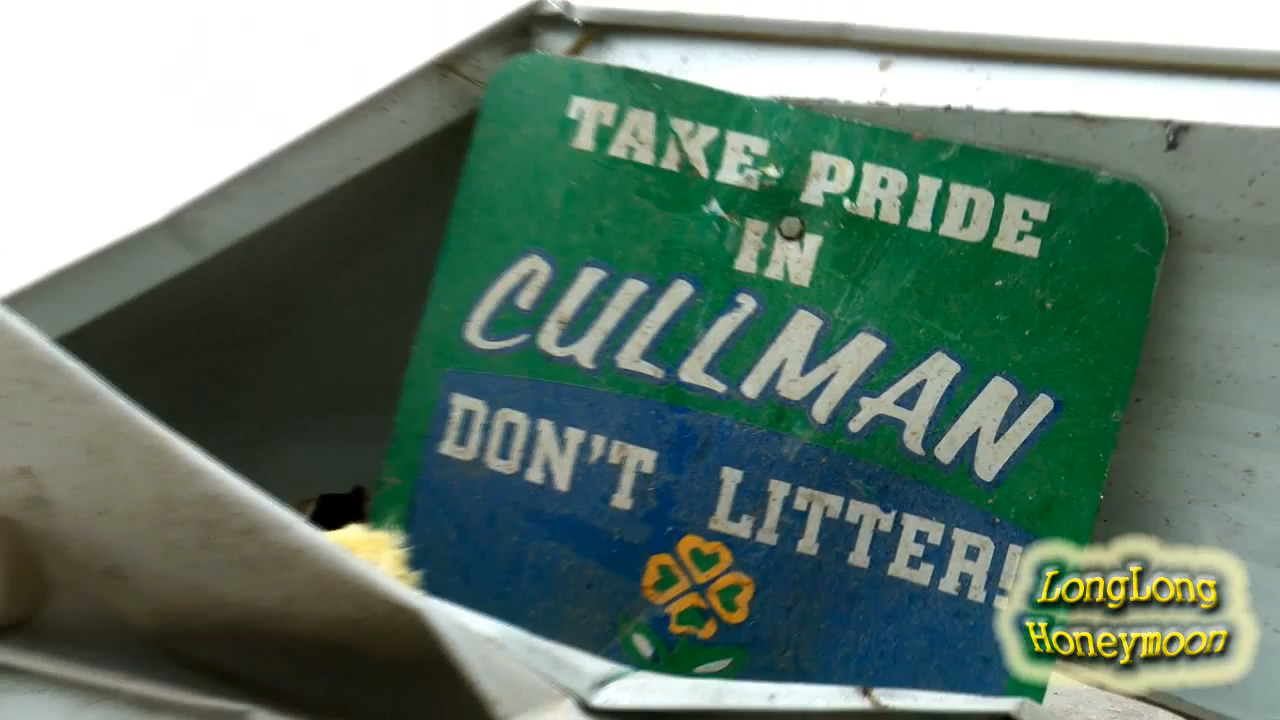 TAKE PRIDE
IN
CULLMAN
DON'T LITTER!
LongLong
Honeymoon